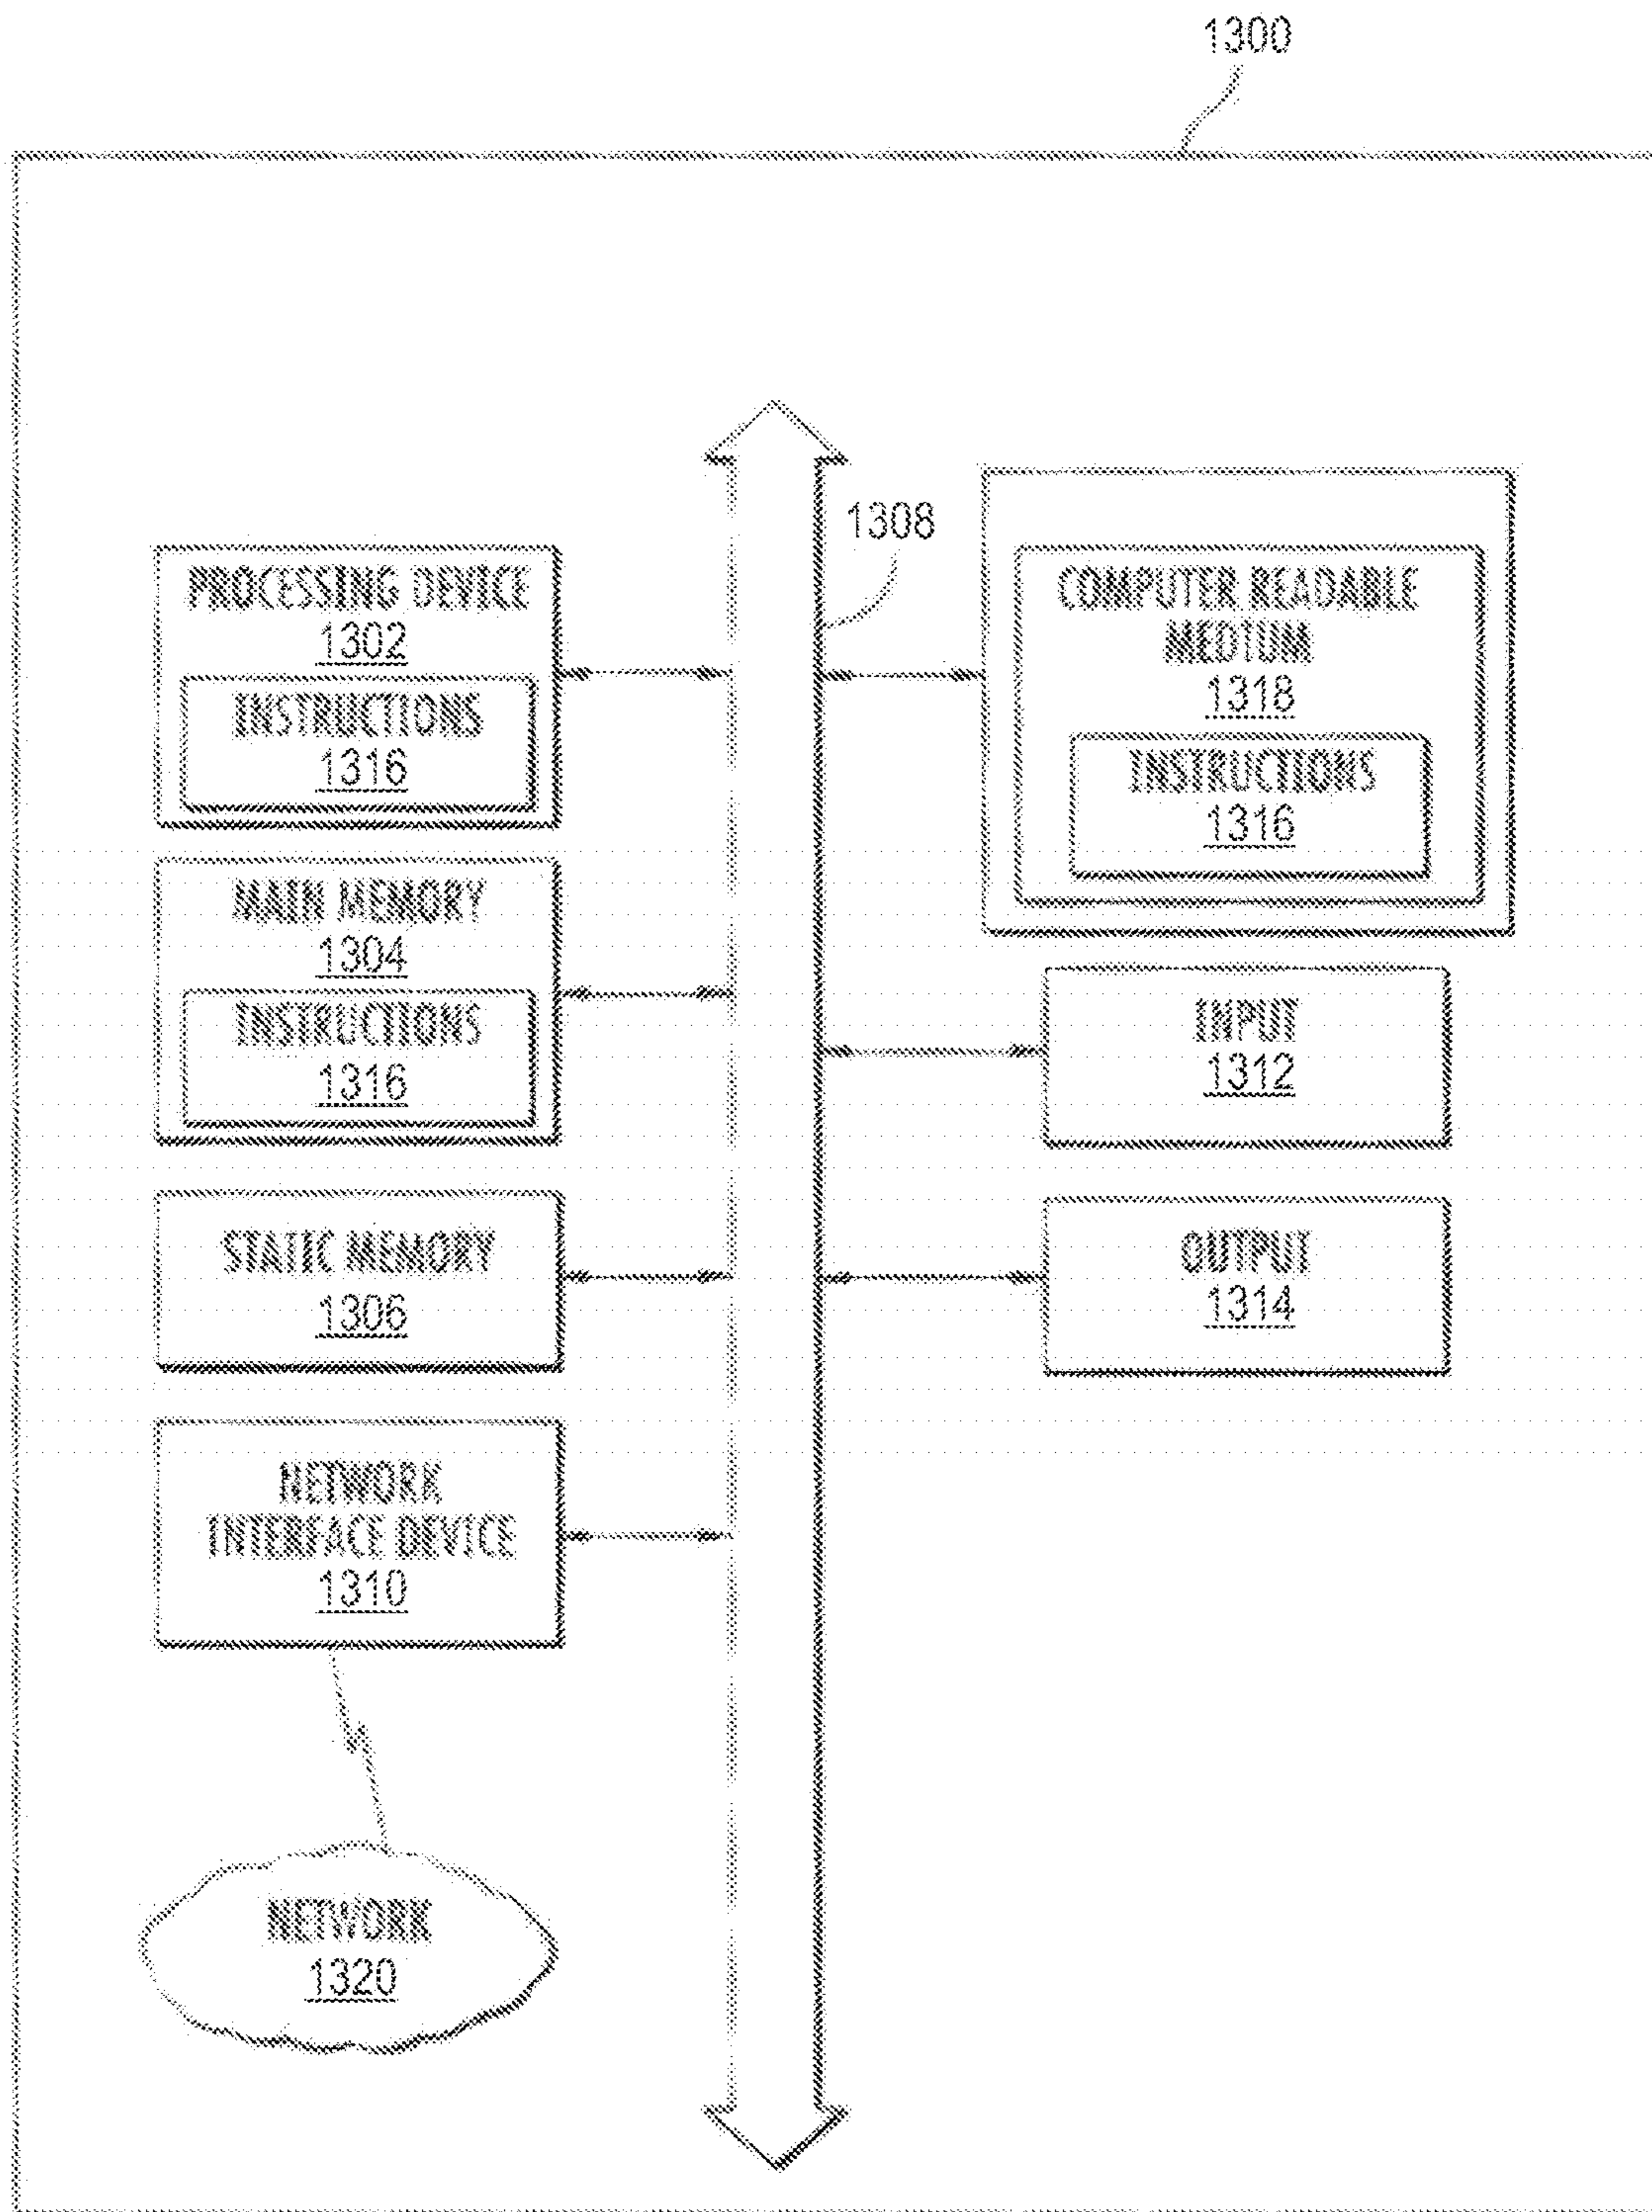 1300
1308
PROCESSING DEVICE
1302
INSTRUCTIONS
1316
MAIN MEMORY
1304
INSTRUCTIONS
1316
STATIC MEMORY
1306
NETWORK
INTERFACE DEVICE
1310
NETWORK
1320
COMPUTER READABLE
MEDIUM
1318
INSTRUCTIONS
1316
INPUT
1312
OUTPUT
1314